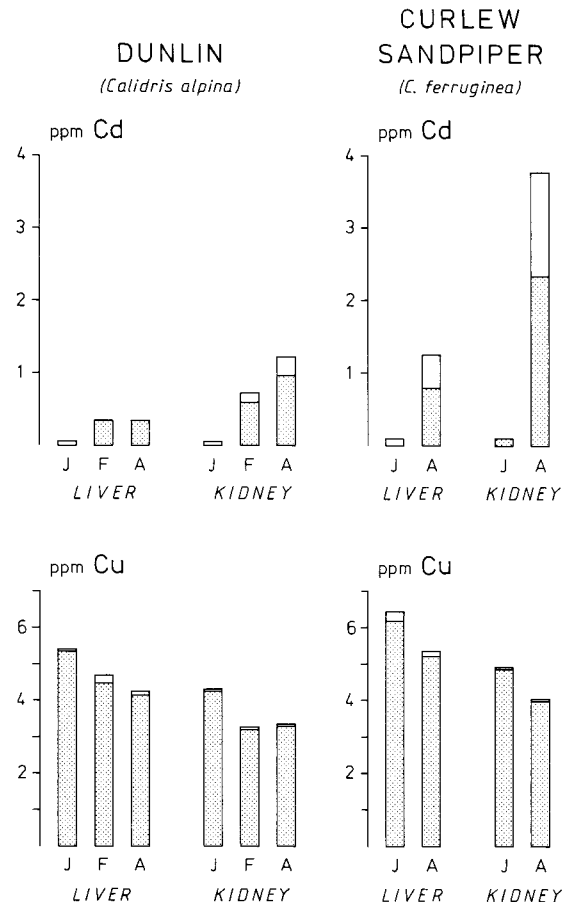 DUNLIN
(Calidris alpina)
CURLEW
SANDPIPER
(C. ferruginea)
ppm Cd
4
3
2
1
J F A J F A
LIVER KIDNEY
ppm Cd
4
3
2
1
J A J A
LIVER KIDNEY
ppm Cu
6
4
2
J F A J F A
LIVER KIDNEY
ppm Cu
6
4
2
J A J A
LIVER KIDNEY